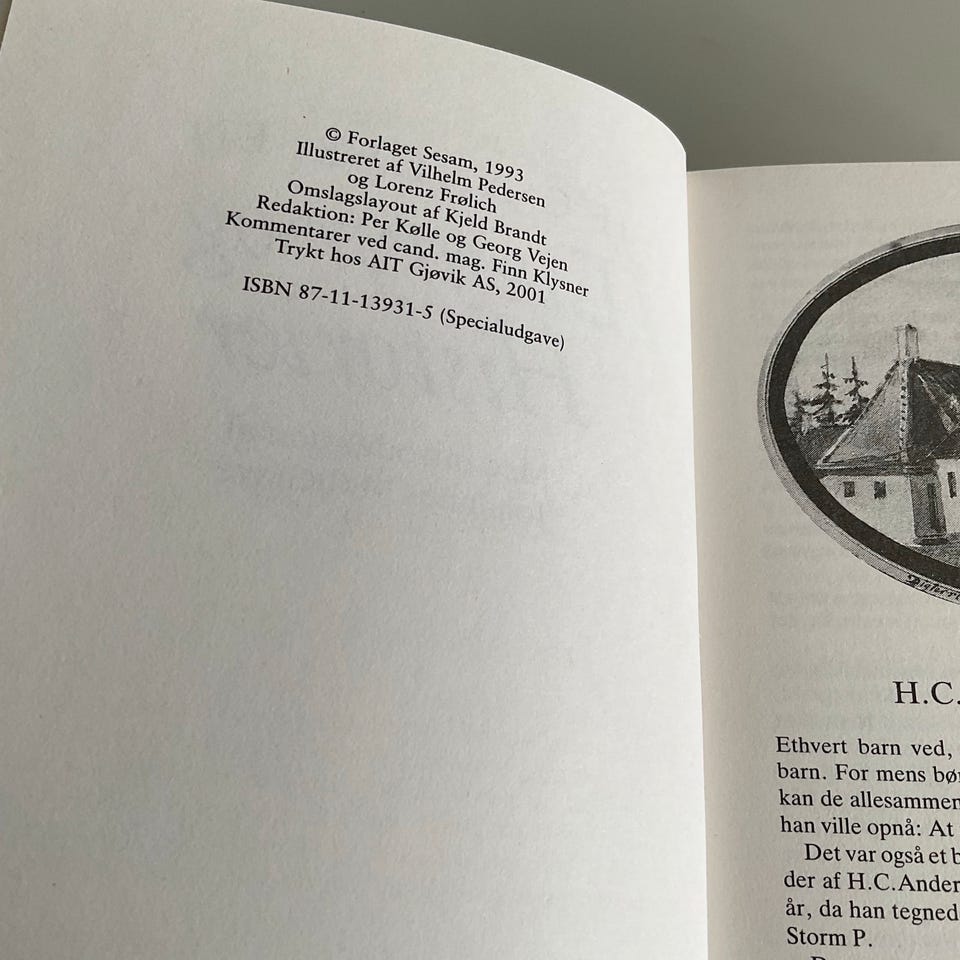 © Forlaget Sesam, 1993
Illustreret af Vilhelm Pedersen
og Lorenz Frølich
Omslagslayout af Kjeld Brandt
Redaktion: Per Kølle og Georg Vejen
Kommentarer ved cand. mag. Finn Klysner
Trykt hos AIT Gjøvik AS, 2001
ISBN 87-11-13931-5 (Specialudgave)
H.C.
Ethvert barn ved,
barn. For mens bør
kan de allesammen
han ville opnå: At
Det var også et b
der af H.C.Ander
år, da han tegned
Storm P.